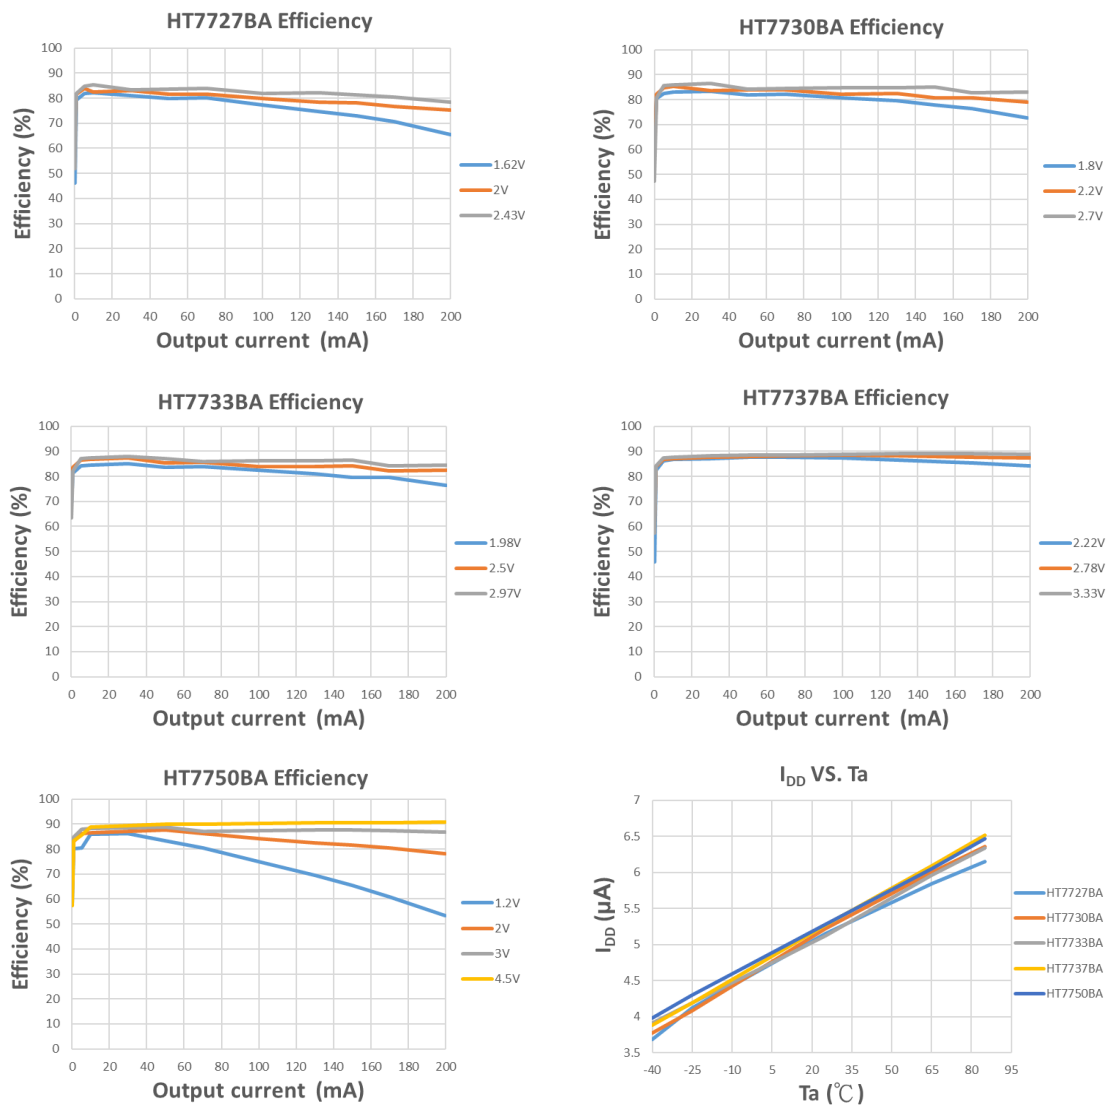 HT7727BA Efficiency
Efficiency (%)
100
90
80
70
60
50
40
30
20
10
0
0 20 40 60 80 100 120 140 160 180 200
Output current (mA)
1.62V
2V
2.43V
HT7730BA Efficiency
Efficiency (%)
100
90
80
70
60
50
40
30
20
10
0
0 20 40 60 80 100 120 140 160 180 200
Output current (mA)
1.8V
2.2V
2.7V
HT7733BA Efficiency
Efficiency (%)
100
90
80
70
60
50
40
30
20
10
0
0 20 40 60 80 100 120 140 160 180 200
Output current (mA)
1.98V
2.5V
2.97V
HT7737BA Efficiency
Efficiency (%)
100
90
80
70
60
50
40
30
20
10
0
0 20 40 60 80 100 120 140 160 180 200
Output current (mA)
2.22V
2.78V
3.33V
HT7750BA Efficiency
Efficiency (%)
100
90
80
70
60
50
40
30
20
10
0
0 20 40 60 80 100 120 140 160 180 200
Output current (mA)
1.2V
2V
3V
4.5V
IDD VS. Ta
IDD (μA)
7
6.5
6
5.5
5
4.5
4
3.5
-40 -25 -10 5 20 35 50 65 80 95
Ta (℃)
HT7727BA
HT7730BA
HT7733BA
HT7737BA
HT7750BA